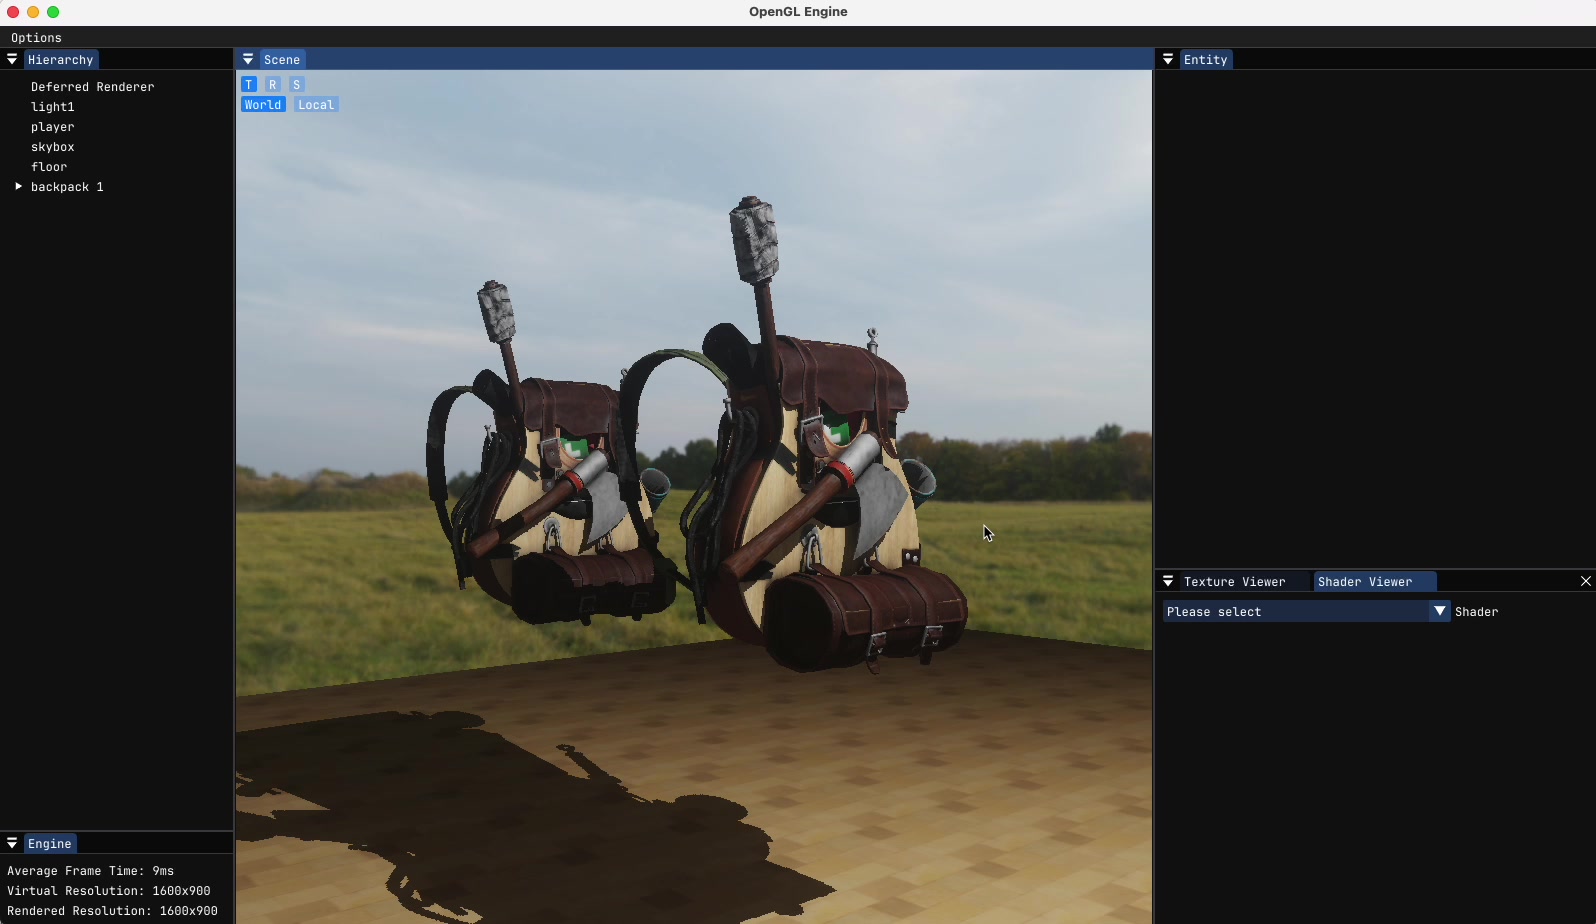 OpenGL Engine
Options
Hierarchy
Deferred Renderer
light1
player
skybox
floor
backpack 1
Engine
Average Frame Time: 9ms
Virtual Resolution: 1600x900
Rendered Resolution: 1600x900
Scene
T R S
World Local
Entity
Texture Viewer Shader Viewer
Please select Shader